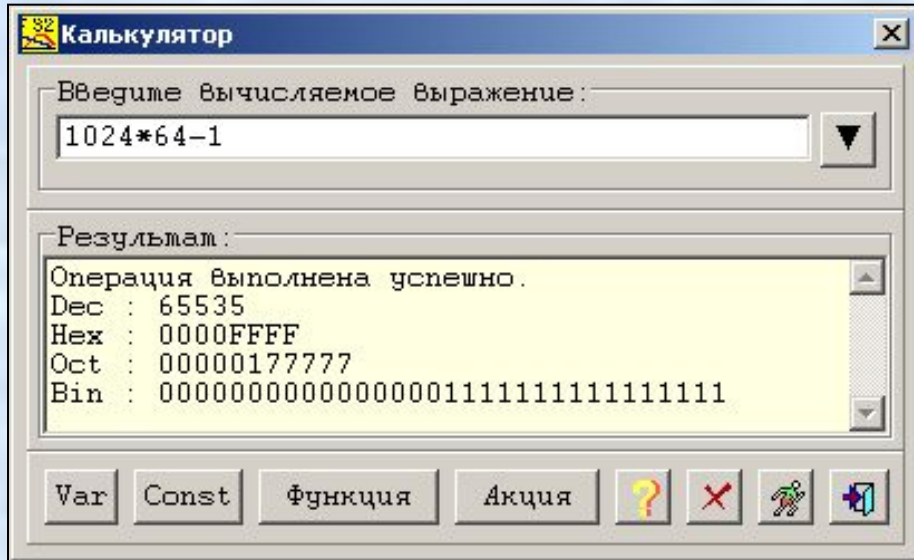 Калькулятор
Введите вычисляемое выражение:
1024*64-1
Результат:
Операция выполнена успешно.
Dec : 65535
Hex : 0000FFFF
Oct : 00000177777
Bin : 00000000000000001111111111111111
Var Const Функция Акция